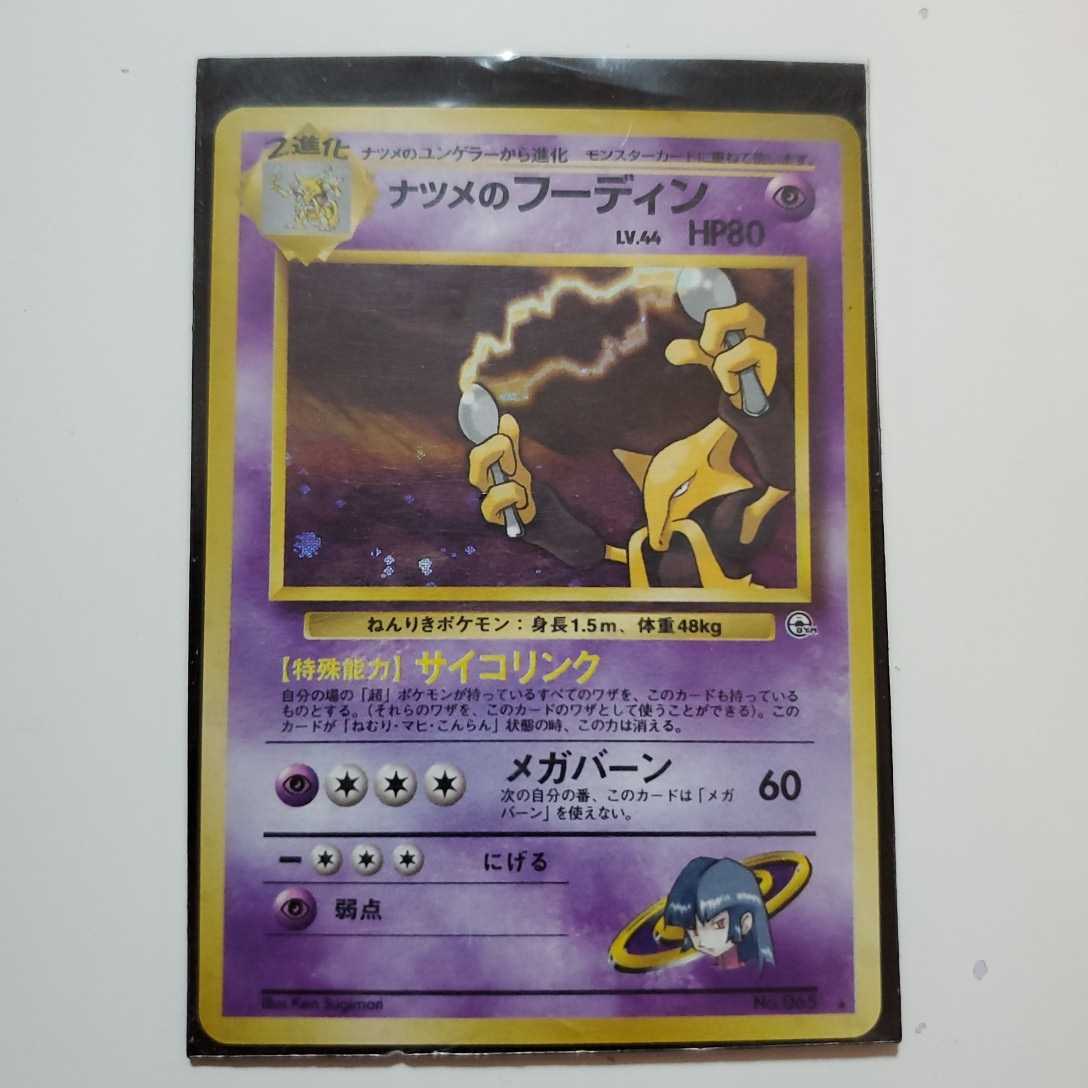 2進化 ナツメのユンゲラーから進化 モンスターカードに重ねて使います。
ナツメのフーディン
LV.44 HP80
ねんりきポケモン：身長1.5m、体重48kg
GYM
【特殊能力】サイコリンク
自分の場の「超」ポケモンが持っているすべてのワザを、このカードも持っている
ものとする。（それらのワザを、このカードのワザとして使うことができる）。この
カードが「ねむり・マヒ・こんらん」状態の時、この力は消える。
メガバーン 60
次の自分の番、このカードは「メガ
バーン」を使えない。
ー にげる
弱点
Illus. Ken Sugimori No.065